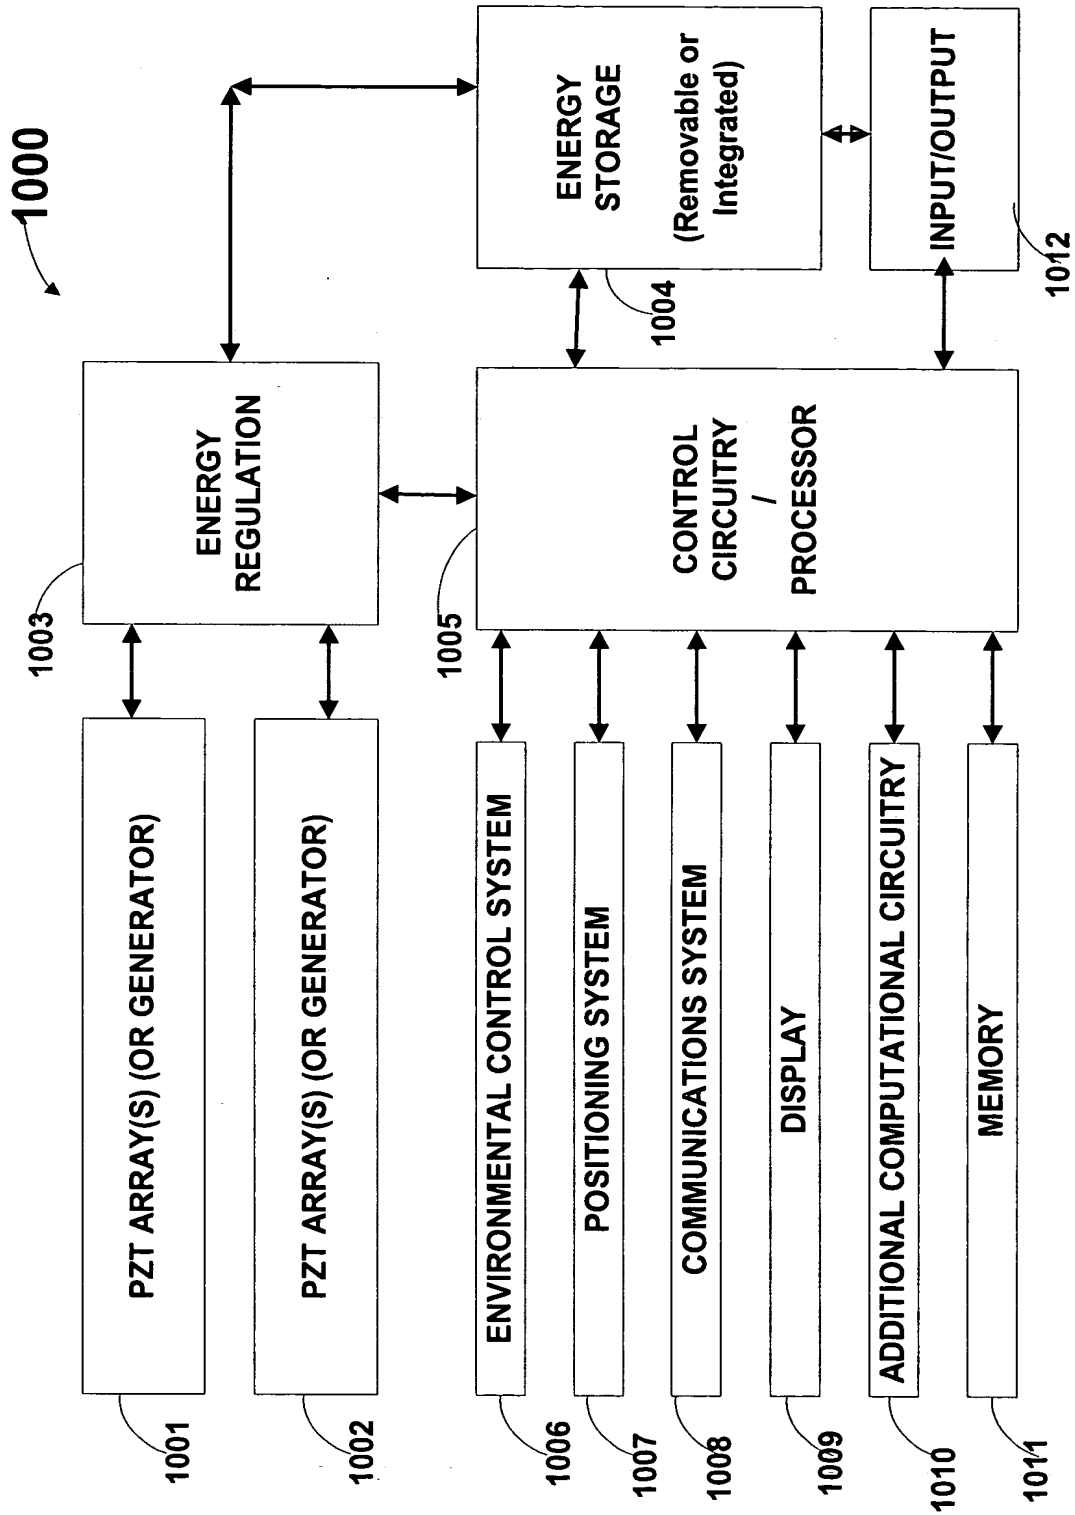 1000
1001
PZT ARRAY(S) (OR GENERATOR)
1002
PZT ARRAY(S) (OR GENERATOR)
1003
ENERGY
REGULATION
1004
ENERGY
STORAGE
(Removable or
Integrated)
1005
CONTROL
CIRCUITRY
/
PROCESSOR
1006
ENVIRONMENTAL CONTROL SYSTEM
1007
POSITIONING SYSTEM
1008
COMMUNICATIONS SYSTEM
1009
DISPLAY
1010
ADDITIONAL COMPUTATIONAL CIRCUITRY
1011
MEMORY
INPUT/OUTPUT
1012